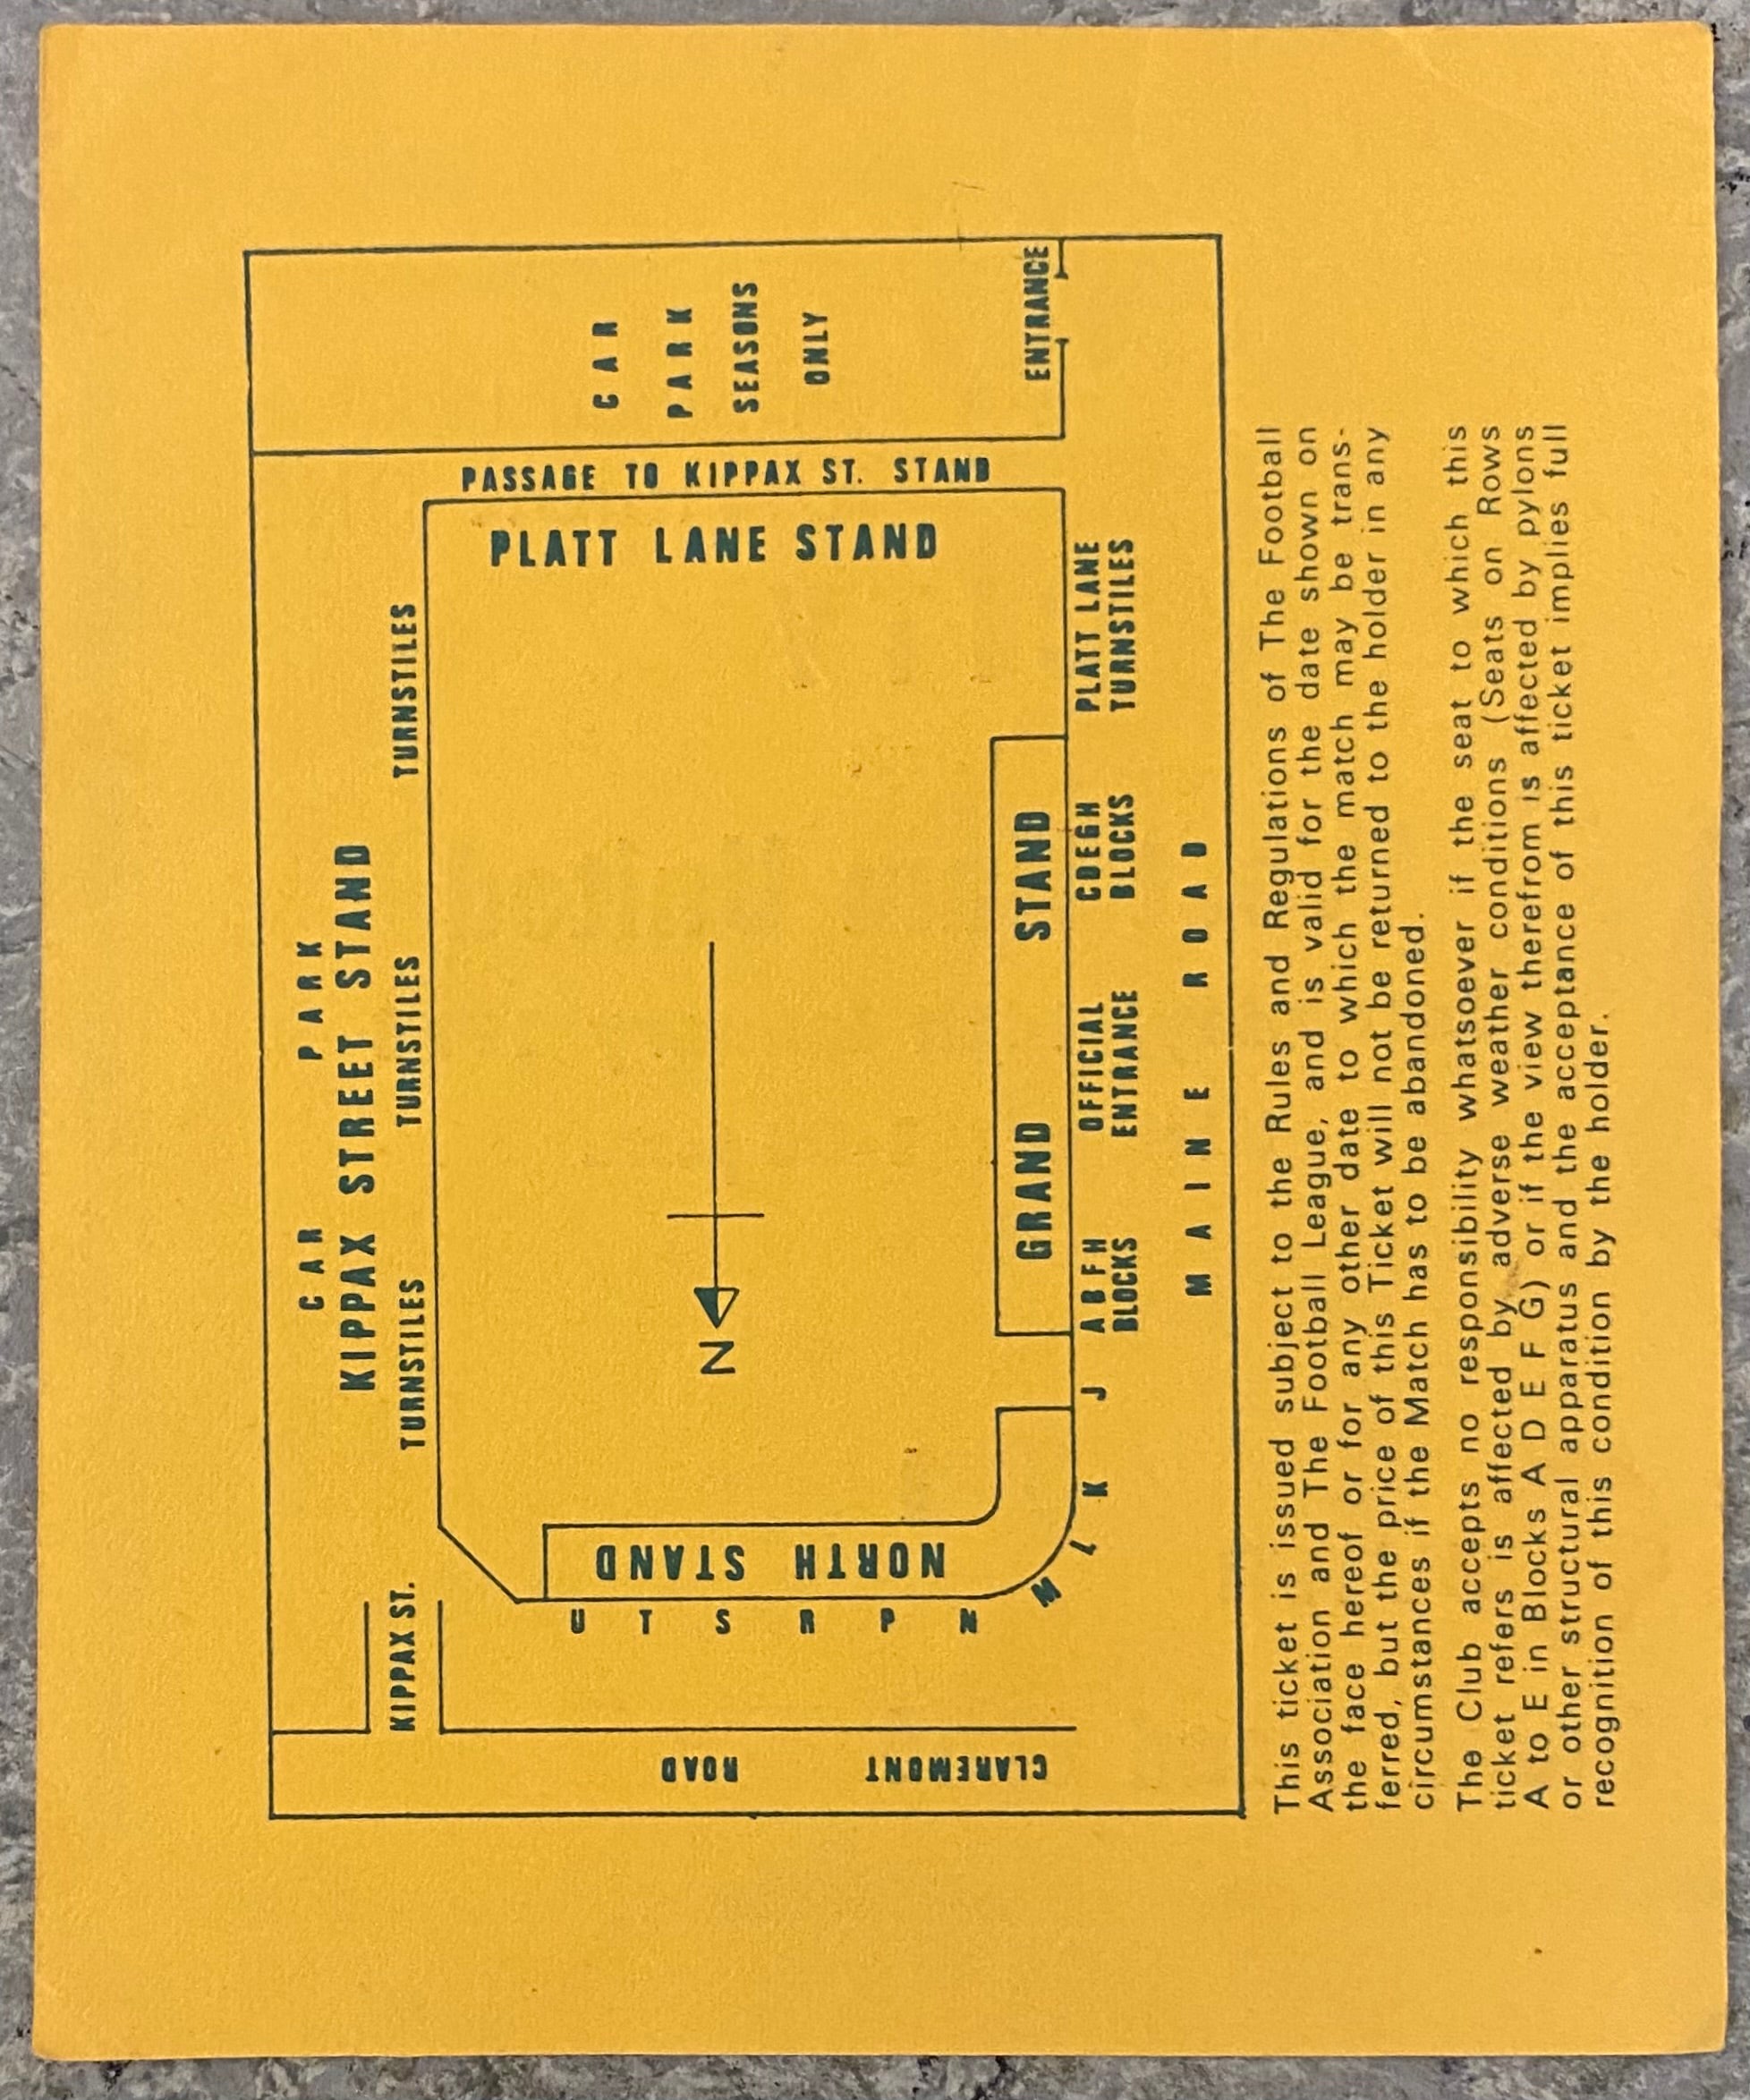 CAR PARK
KIPPAX STREET STAND
TURNSTILES TURNSTILES TURNSTILES
KIPPAX ST.
CLAREMONT ROAD
NORTH STAND
U T S R P N M L K J
N
PLATT LANE STAND
PASSAGE TO KIPPAX ST. STAND
CAR
PARK
SEASONS
ONLY
ENTRANCE
GRAND STAND
A B F H
BLOCKS
OFFICIAL
ENTRANCE
CDEGH
BLOCKS
PLATT LANE
TURNSTILES
MAINE ROAD
This ticket is issued subject to the Rules and Regulations of The Football
Association and The Football League, and is valid for the date shown on
the face hereof or for any other date to which the match may be trans-
ferred, but the price of this Ticket will not be returned to the holder in any
circumstances if the Match has to be abandoned.
The Club accepts no responsibility whatsoever if the seat to which this
ticket refers is affected by adverse weather conditions (Seats on Rows
A to E in Blocks A D E F G) or if the view therefrom is affected by pylons
or other structural apparatus and the acceptance of this ticket implies full
recognition of this condition by the holder.